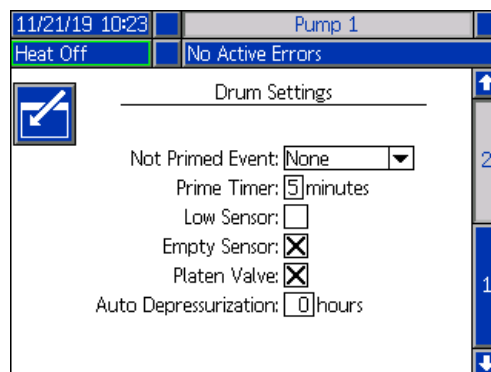 11/21/19 10:23 Pump 1
Heat Off No Active Errors
Drum Settings
Not Primed Event: None
2
Prime Timer: 5 minutes
Low Sensor:
Empty Sensor:
Platen Valve:
1
Auto Depressurization: 0 hours